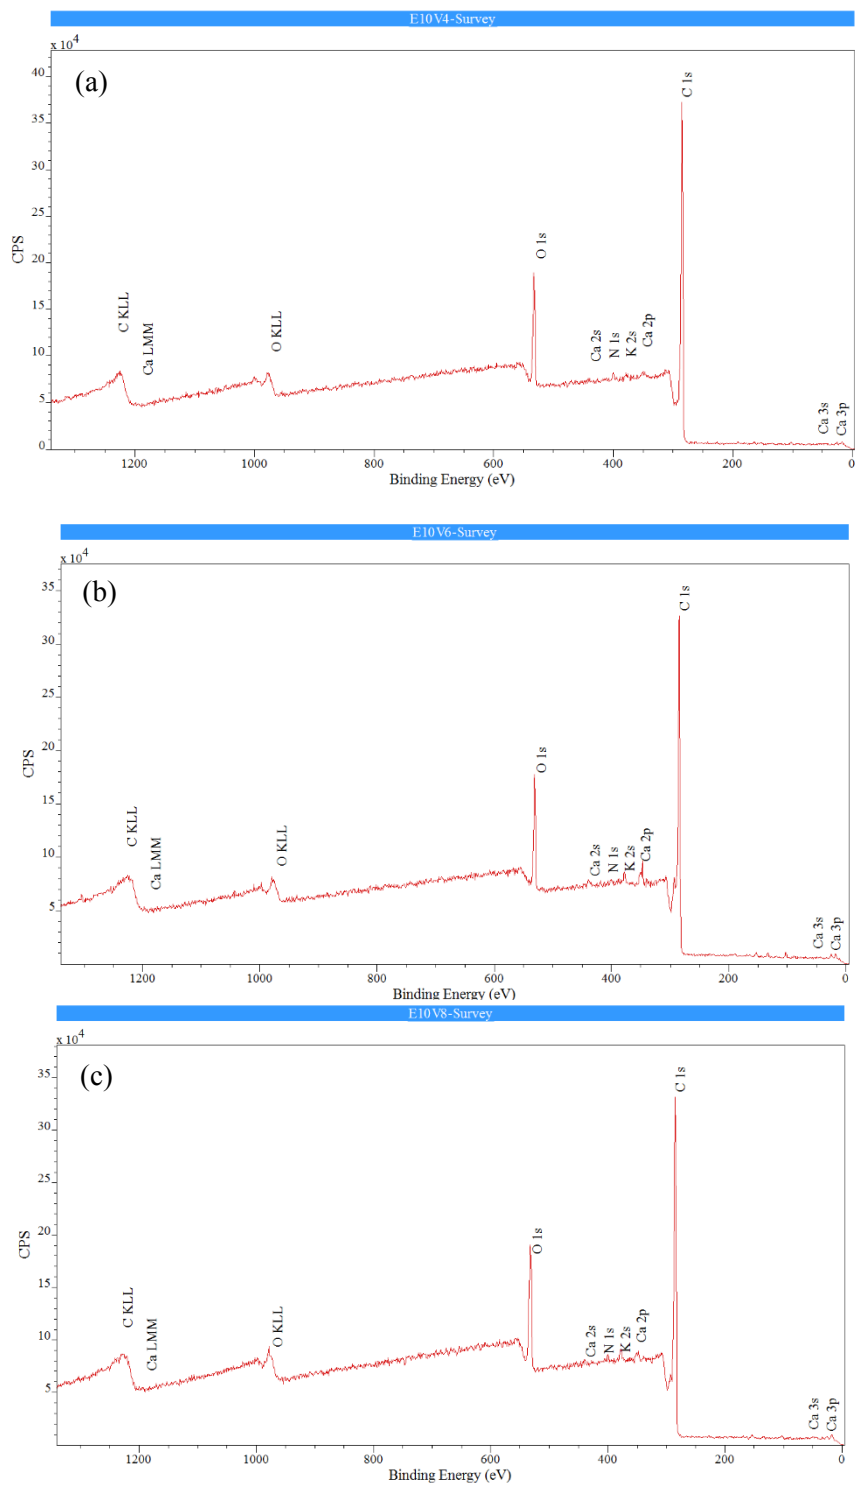 E10V4-Survey
x 10^4
(a)
40
35
30
25
20
15
10
5
0
CPS
C KLL
Ca LMM
O KLL
O 1s
Ca 2s
N 1s
K 2s
Ca 2p
C 1s
Ca 3s
Ca 3p
1200 1000 800 600 400 200 0
Binding Energy (eV)
E10V6-Survey
x 10^4
(b)
35
30
25
20
15
10
5
CPS
C KLL
Ca LMM
O KLL
O 1s
Ca 2s
N 1s
K 2s
Ca 2p
C 1s
Ca 3s
Ca 3p
1200 1000 800 600 400 200 0
Binding Energy (eV)
E10V8-Survey
x 10^4
(c)
35
30
25
20
15
10
5
CPS
C KLL
Ca LMM
O KLL
O 1s
Ca 2s
N 1s
K 2s
Ca 2p
C 1s
Ca 3s
Ca 3p
1200 1000 800 600 400 200 0
Binding Energy (eV)